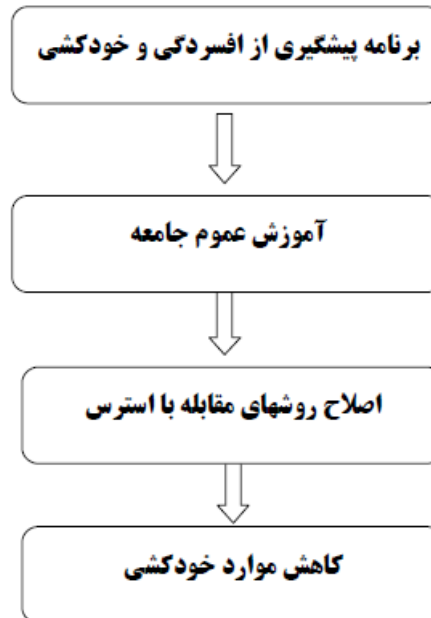 برنامه پیشگیری از افسردگی و خودکشی
آموزش عموم جامعه
اصلاح روشهای مقابله با استرس
کاهش موارد خودکشی